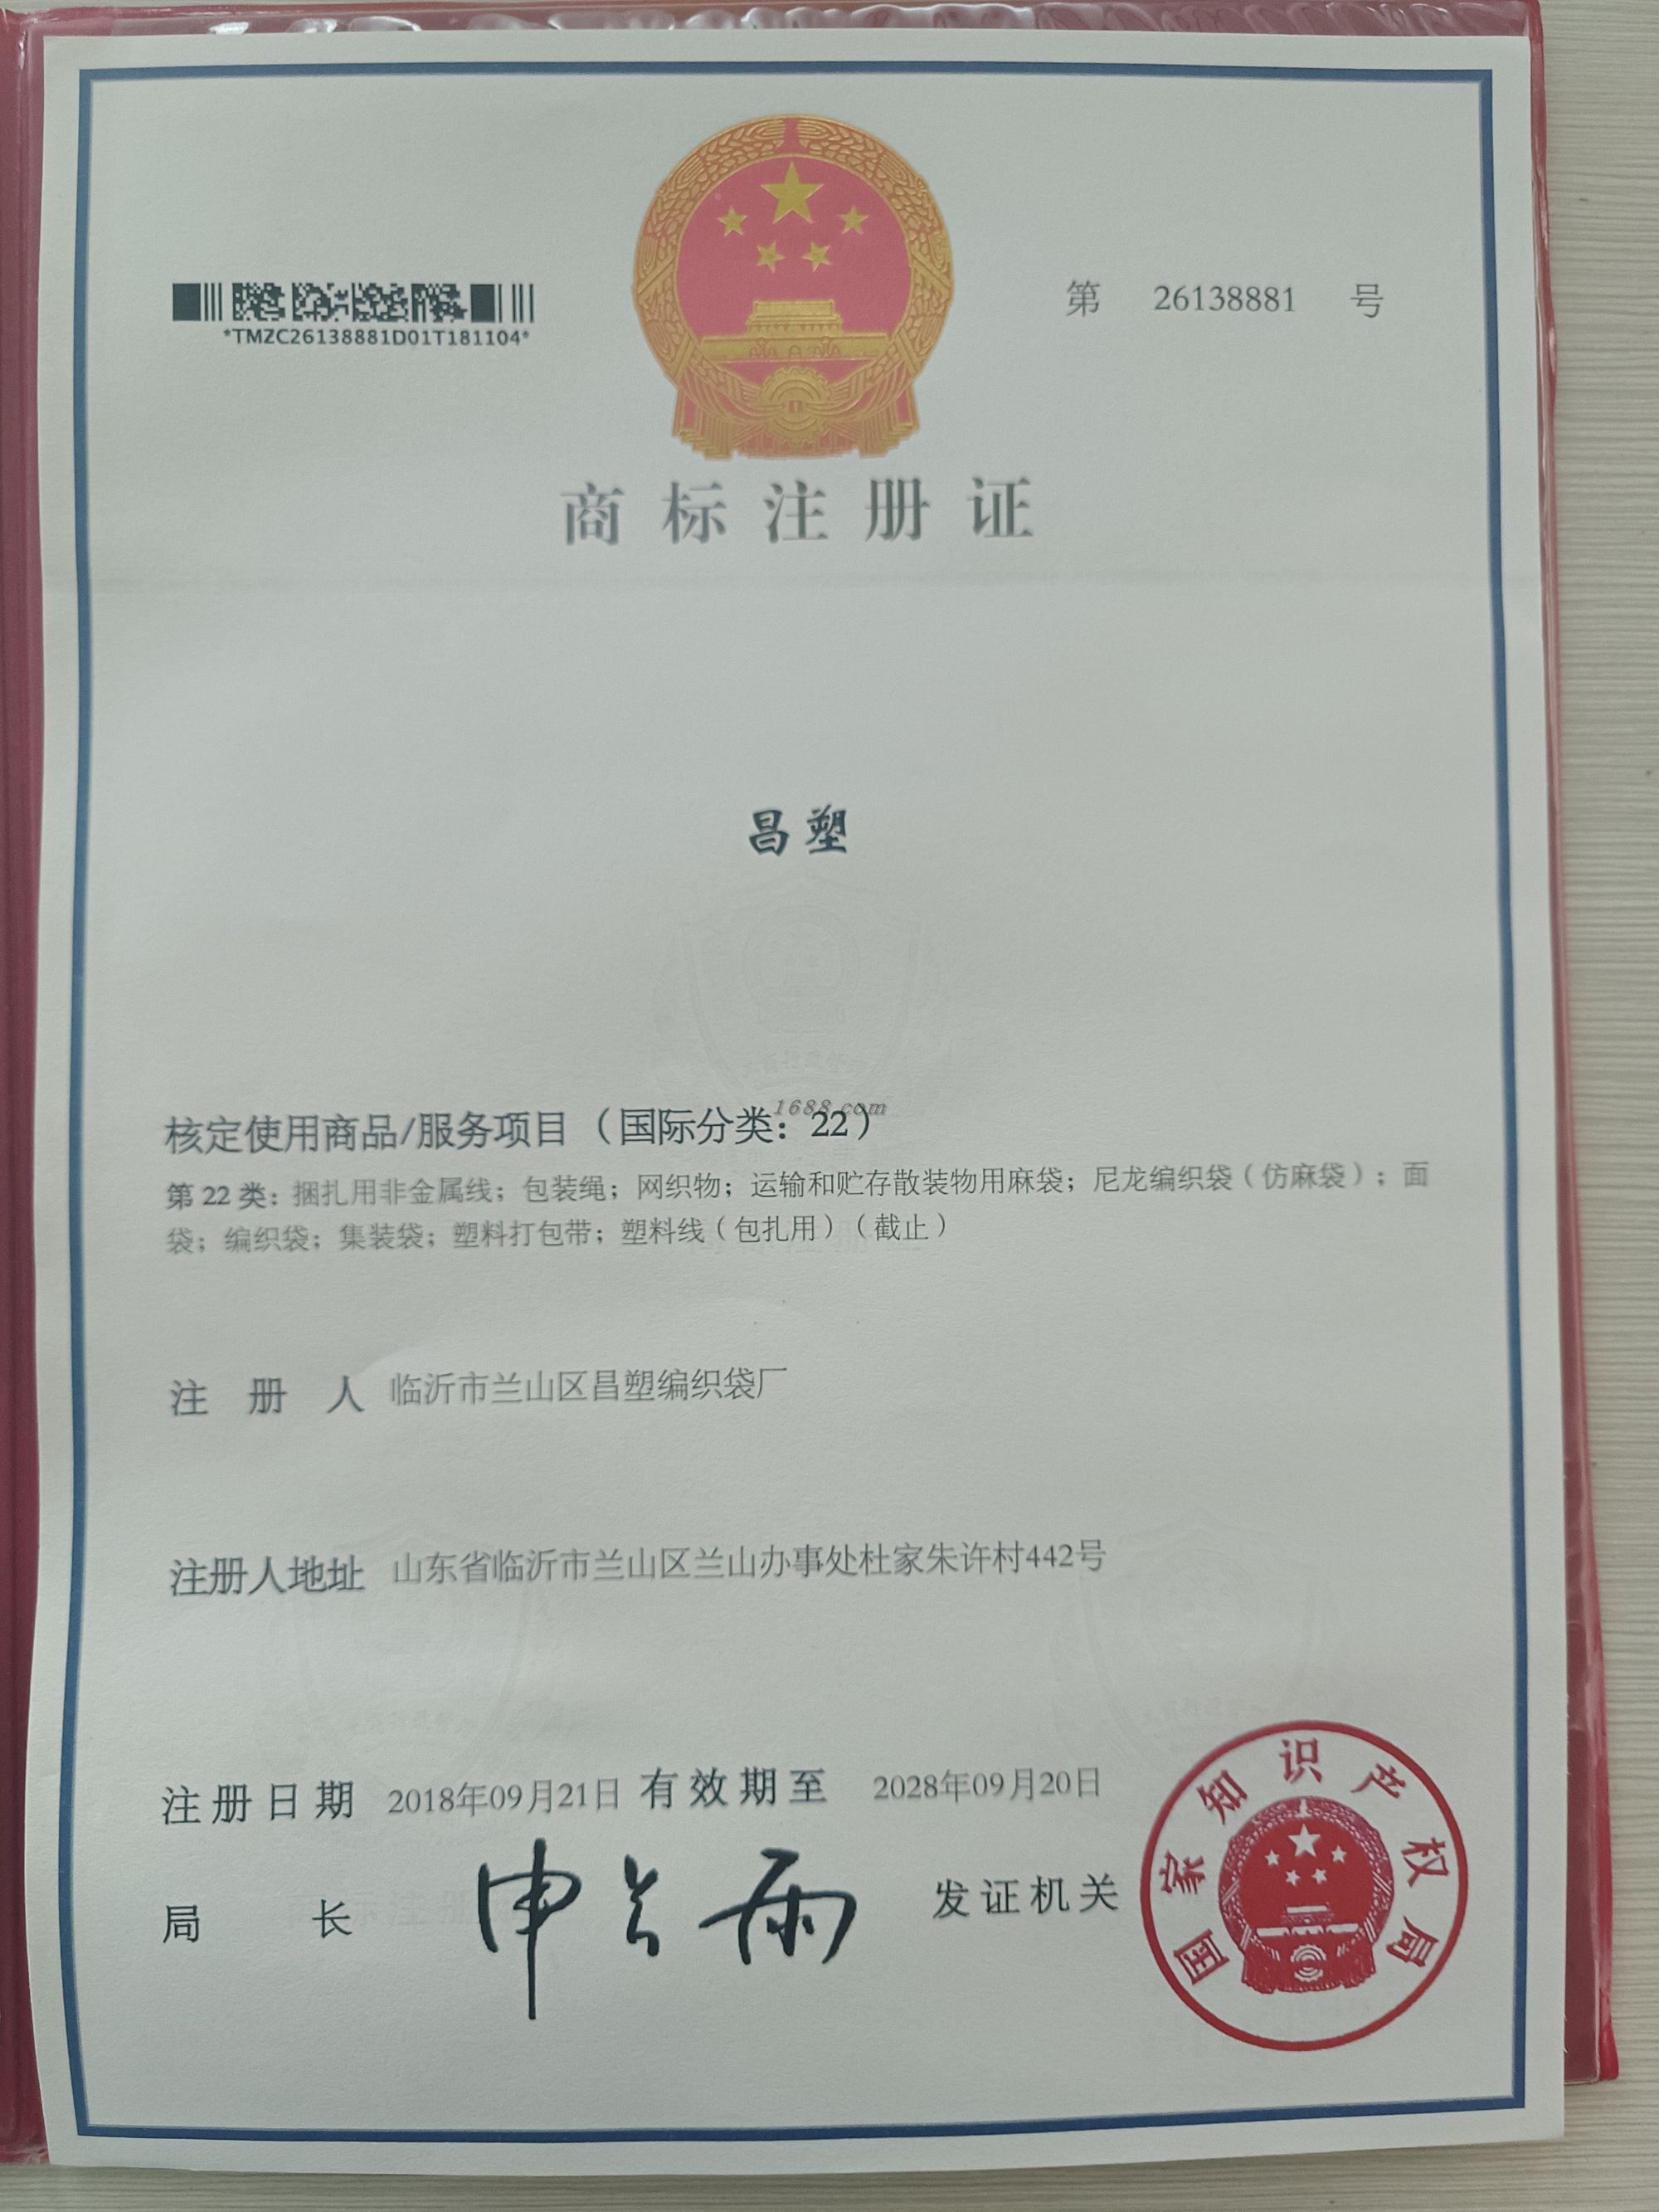 *TMZC26138881D01T181104*
第 26138881 号
商标注册证
昌塑
1688.com
核定使用商品/服务项目（国际分类：22）
第 22 类：捆扎用非金属线；包装绳；网织物；运输和贮存散装物用麻袋；尼龙编织袋（仿麻袋）；面
袋；编织袋；集装袋；塑料打包带；塑料线（包扎用）（截止）
注册人 临沂市兰山区昌塑编织袋厂
注册人地址 山东省临沂市兰山区兰山办事处杜家朱许村442号
注册日期 2018年09月21日 有效期至 2028年09月20日
局长 申长雨 发证机关
国家知识产权局